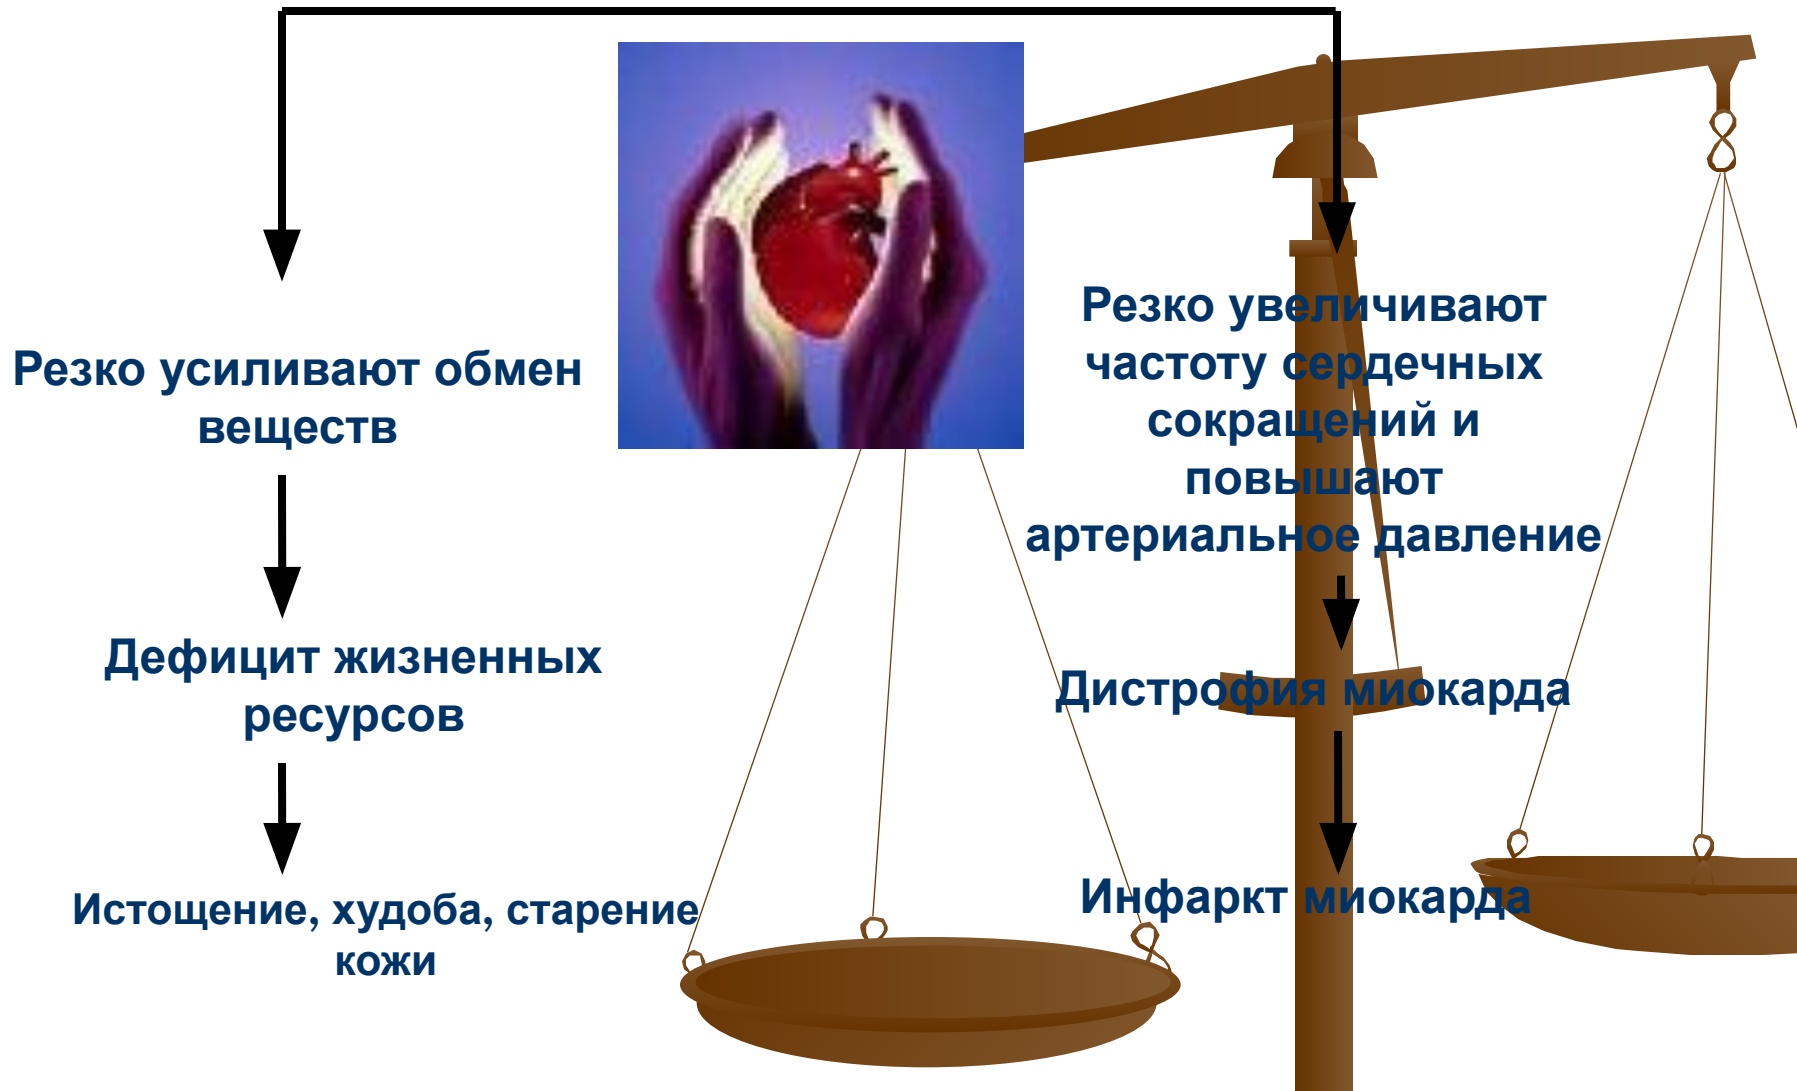 Резко усиливают обмен
веществ
Дефицит жизненных
ресурсов
Истощение, худоба, старение
кожи
Резко увеличивают
частоту сердечных
сокращений и
повышают
артериальное давление
Дистрофия миокарда
Инфаркт миокарда